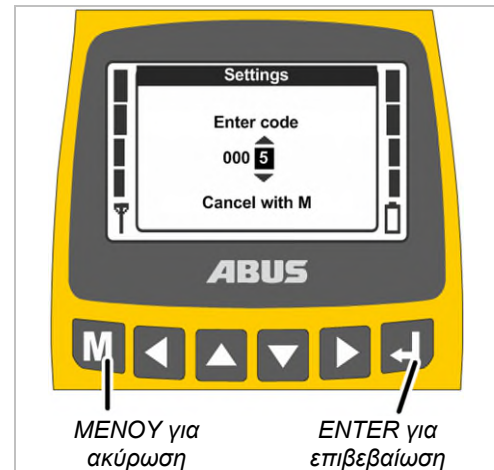 Settings
Enter code
000 5
Cancel with M
ABUS
M
ΜΕΝΟΥ για
ακύρωση
ENTER για
επιβεβαίωση